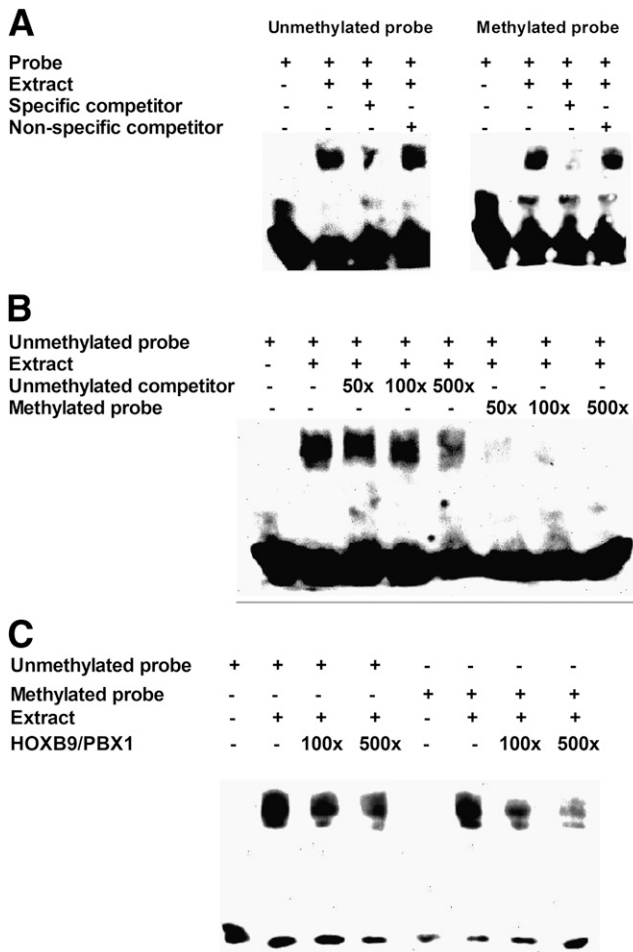 A
Unmethylated probe Methylated probe
Probe + + + + + + + +
Extract - + + + - + + +
Specific competitor - - + - - - + -
Non-specific competitor - - - + - - - +
B
Unmethylated probe + + + + + + + +
Extract - + + + + + + +
Unmethylated competitor - - 50x 100x 500x - - -
Methylated probe - - - - - 50x 100x 500x
C
Unmethylated probe + + + + - - - -
Methylated probe - - - - + + + +
Extract - + + + - + + +
HOXB9/PBX1 - - 100x 500x - - 100x 500x